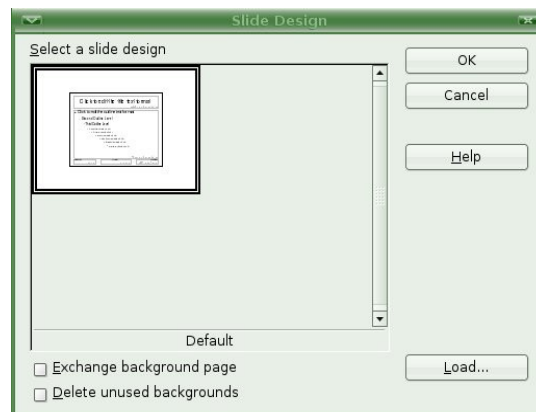 Slide Design
Select a slide design
OK
Cancel
Help
Default
Exchange background page
Delete unused backgrounds
Load...